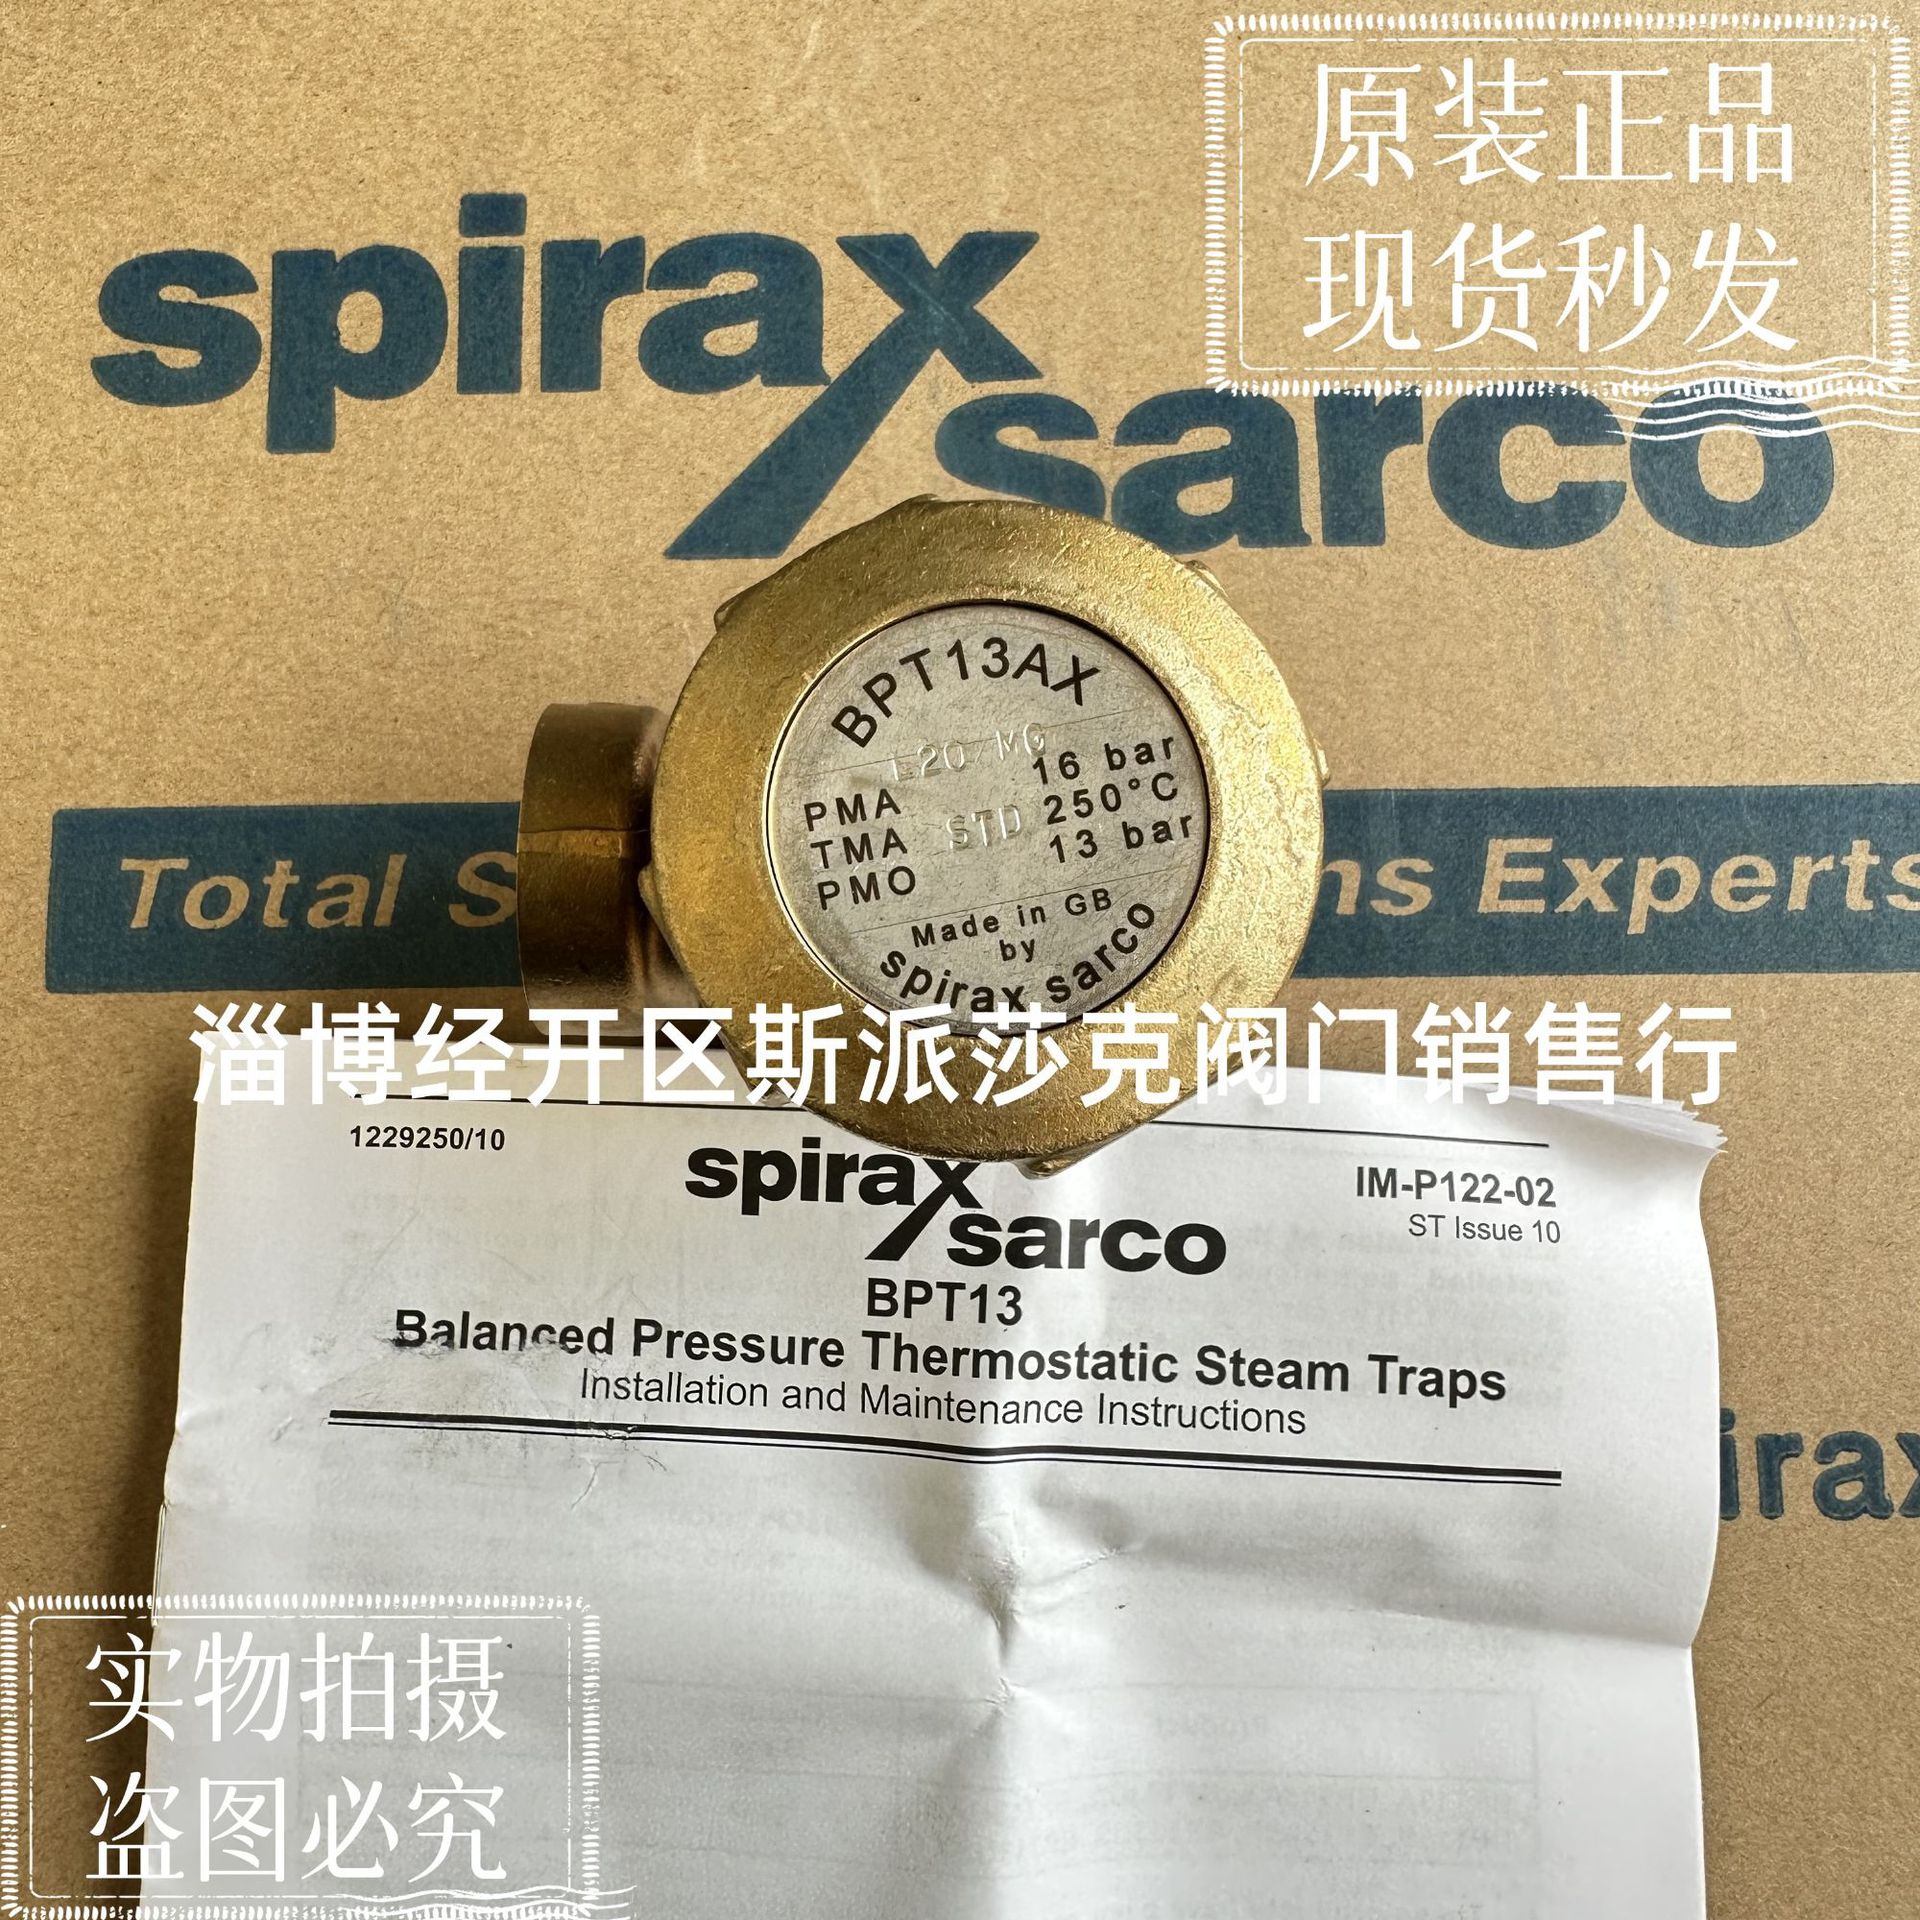 原装正品
现货秒发
spirax
sarco
Total S
ns Experts
BPT13AX
L20/MG
PMA 16 bar
TMA STD 250°C
PMO 13 bar
Made in GB
by
spirax sarco
淄博经开区斯派莎克阀门销售行
1229250/10
spirax
sarco
IM-P122-02
ST Issue 10
BPT13
Balanced Pressure Thermostatic Steam Traps
Installation and Maintenance Instructions
irax
实物拍摄
盗图必究